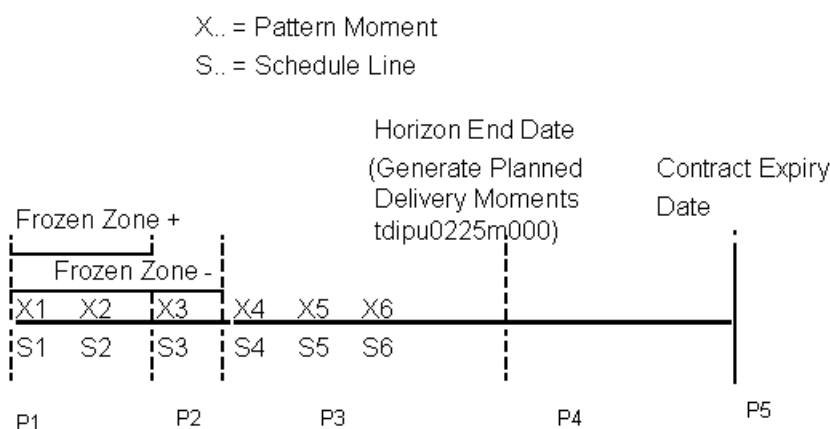 X.. = Pattern Moment
S.. = Schedule Line
Horizon End Date
(Generate Planned
Delivery Moments
tdipu0225m000)
Contract Expiry
Date
Frozen Zone +
Frozen Zone -
X1 X2 X3 X4 X5 X6
S1 S2 S3 S4 S5 S6
P1 P2 P3 P4 P5